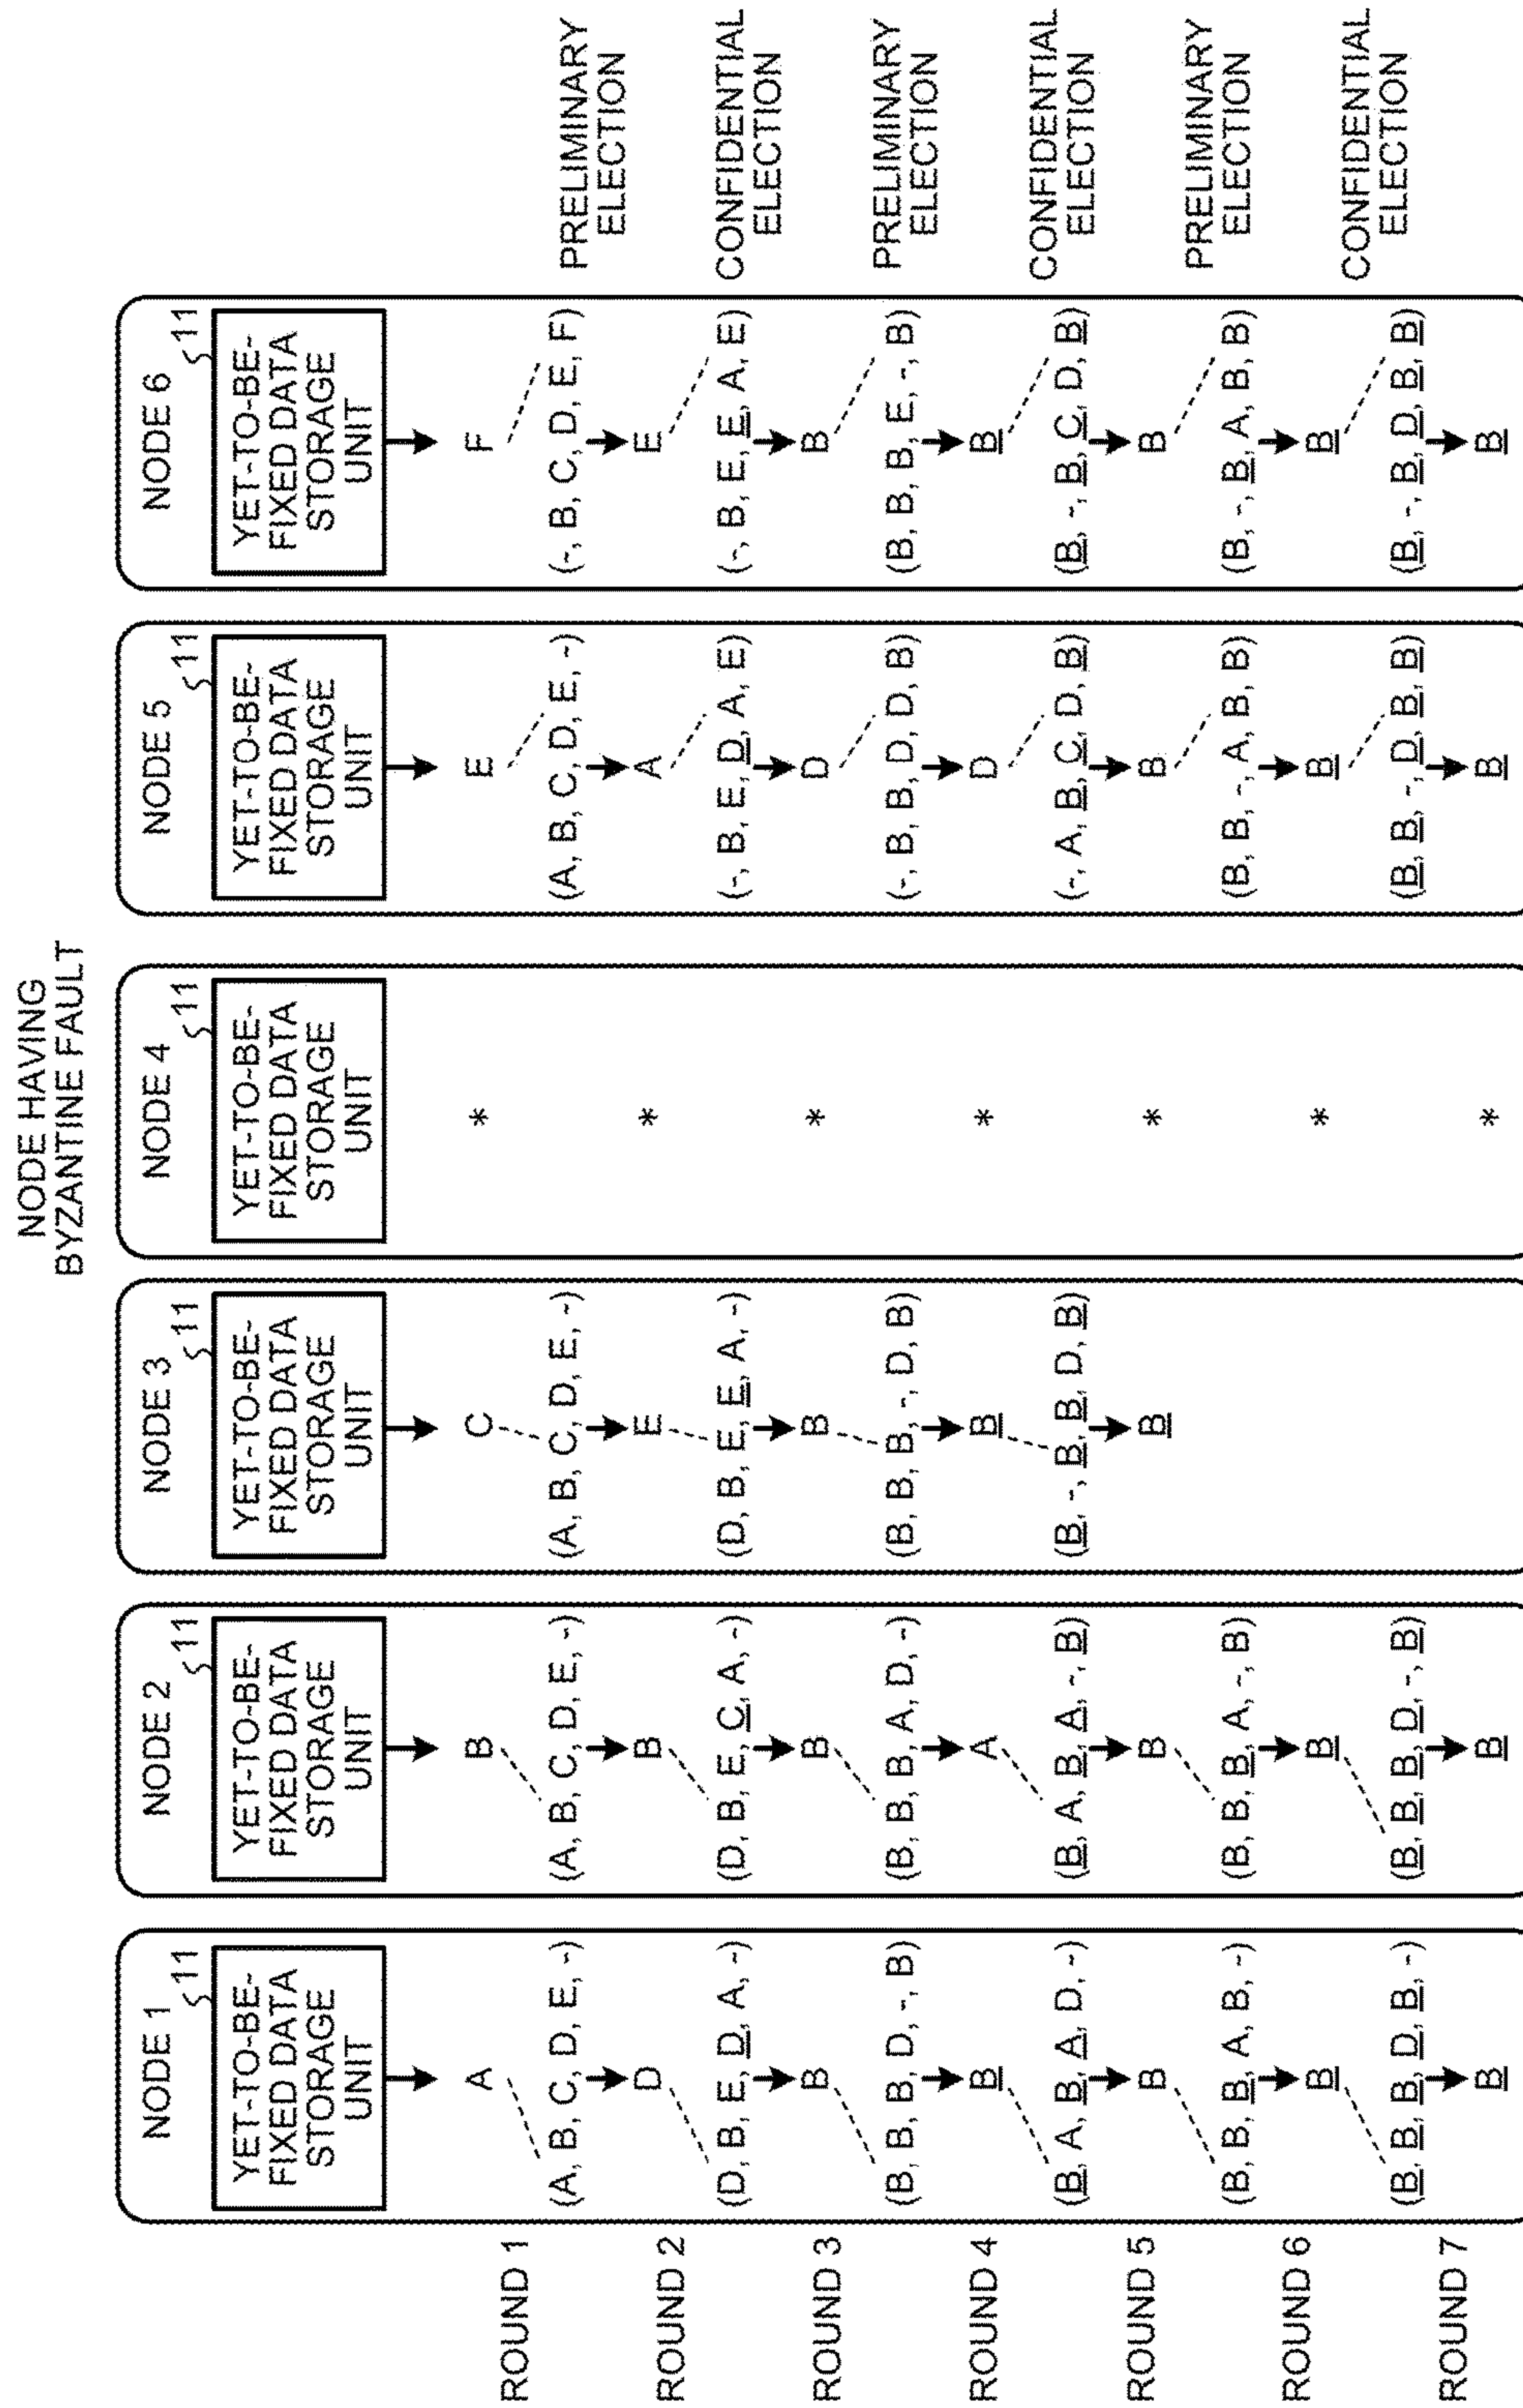 NODE HAVING
BYZANTINE FAULT
ROUND 1
ROUND 2
ROUND 3
ROUND 4
ROUND 5
ROUND 6
ROUND 7
NODE 1
11
YET-TO-BE-
FIXED DATA
STORAGE
UNIT
A
(A, B, C, D, E, -)
D
(D, B, E, D, A, -)
B
(B, B, B, D, -, B)
B
(B, A, B, A, D, -)
B
(B, B, B, A, B, -)
B
(B, B, B, D, B, -)
B
NODE 2
11
YET-TO-BE-
FIXED DATA
STORAGE
UNIT
B
(A, B, C, D, E, -)
B
(D, B, E, C, A, -)
B
(B, B, B, A, D, -)
A
(B, A, B, A, -, B)
B
(B, B, B, A, -, B)
B
(B, B, B, D, -, B)
B
NODE 3
11
YET-TO-BE-
FIXED DATA
STORAGE
UNIT
C
(A, B, C, D, E, -)
E
(D, B, E, E, A, -)
B
(B, B, B, -, D, B)
B
(B, -, B, B, D, B)
B
NODE 4
11
YET-TO-BE-
FIXED DATA
STORAGE
UNIT
*
*
*
*
*
*
*
NODE 5
11
YET-TO-BE-
FIXED DATA
STORAGE
UNIT
E
(A, B, C, D, E, -)
A
(-, B, E, D, A, E)
D
(-, B, B, D, D, B)
D
(-, A, B, C, D, B)
B
(B, B, -, A, B, B)
B
(B, B, -, D, B, B)
B
NODE 6
11
YET-TO-BE-
FIXED DATA
STORAGE
UNIT
F
(-, B, C, D, E, F)
E
(-, B, E, E, A, E)
B
(B, B, B, E, -, B)
B
(B, -, B, C, D, B)
B
(B, -, B, A, B, B)
B
(B, -, B, D, B, B)
B
PRELIMINARY
ELECTION
CONFIDENTIAL
ELECTION
PRELIMINARY
ELECTION
CONFIDENTIAL
ELECTION
PRELIMINARY
ELECTION
CONFIDENTIAL
ELECTION